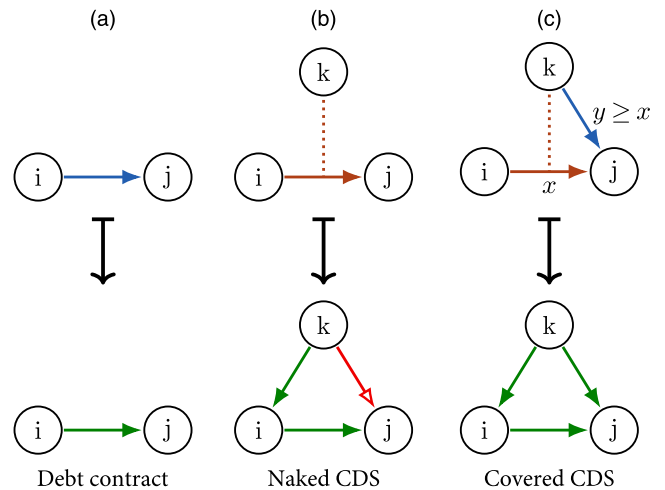 (a) (b) (c)
k k
y ≥ x
i j i j i x j
k k
i j i j i j
Debt contract Naked CDS Covered CDS